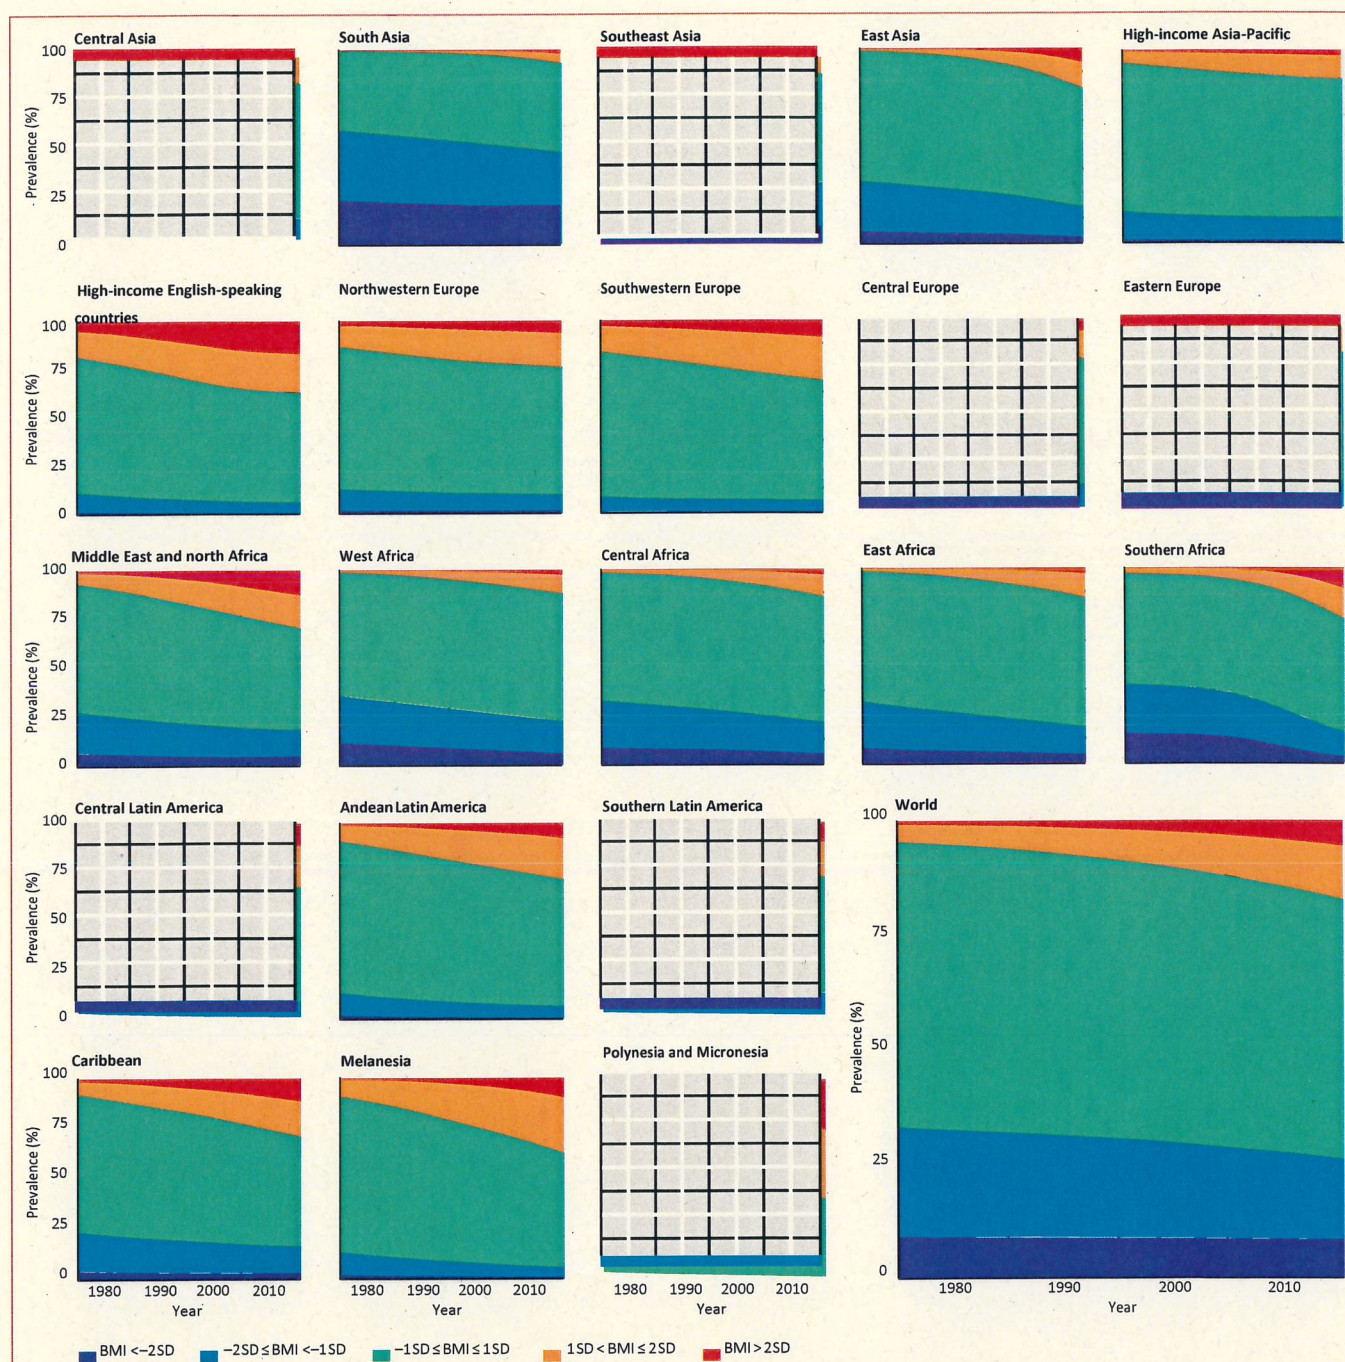 Central Asia
South Asia
Southeast Asia
East Asia
High-income Asia-Pacific
100
75
50
25
0
Prevalence (%)
High-income English-speaking
countries
Northwestern Europe
Southwestern Europe
Central Europe
Eastern Europe
100
75
50
25
0
Prevalence (%)
Middle East and north Africa
West Africa
Central Africa
East Africa
Southern Africa
100
75
50
25
0
Prevalence (%)
Central Latin America
Andean Latin America
Southern Latin America
World
100
75
50
25
0
Prevalence (%)
100
75
50
25
0
Prevalence (%)
Caribbean
Melanesia
Polynesia and Micronesia
100
75
50
25
0
Prevalence (%)
1980 1990 2000 2010
Year
1980 1990 2000 2010
Year
1980 1990 2000 2010
Year
1980 1990 2000 2010
Year
BMI <−2SD
−2SD ≤ BMI <−1SD
−1SD ≤ BMI ≤ 1SD
1SD < BMI ≤ 2SD
BMI > 2SD